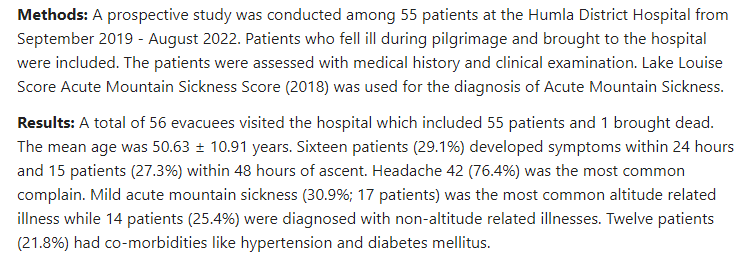 Methods: A prospective study was conducted among 55 patients at the Humla District Hospital from
September 2019 - August 2022. Patients who fell ill during pilgrimage and brought to the hospital
were included. The patients were assessed with medical history and clinical examination. Lake Louise
Score Acute Mountain Sickness Score (2018) was used for the diagnosis of Acute Mountain Sickness.
Results: A total of 56 evacuees visited the hospital which included 55 patients and 1 brought dead.
The mean age was 50.63 ± 10.91 years. Sixteen patients (29.1%) developed symptoms within 24 hours
and 15 patients (27.3%) within 48 hours of ascent. Headache 42 (76.4%) was the most common
complain. Mild acute mountain sickness (30.9%; 17 patients) was the most common altitude related
illness while 14 patients (25.4%) were diagnosed with non-altitude related illnesses. Twelve patients
(21.8%) had co-morbidities like hypertension and diabetes mellitus.